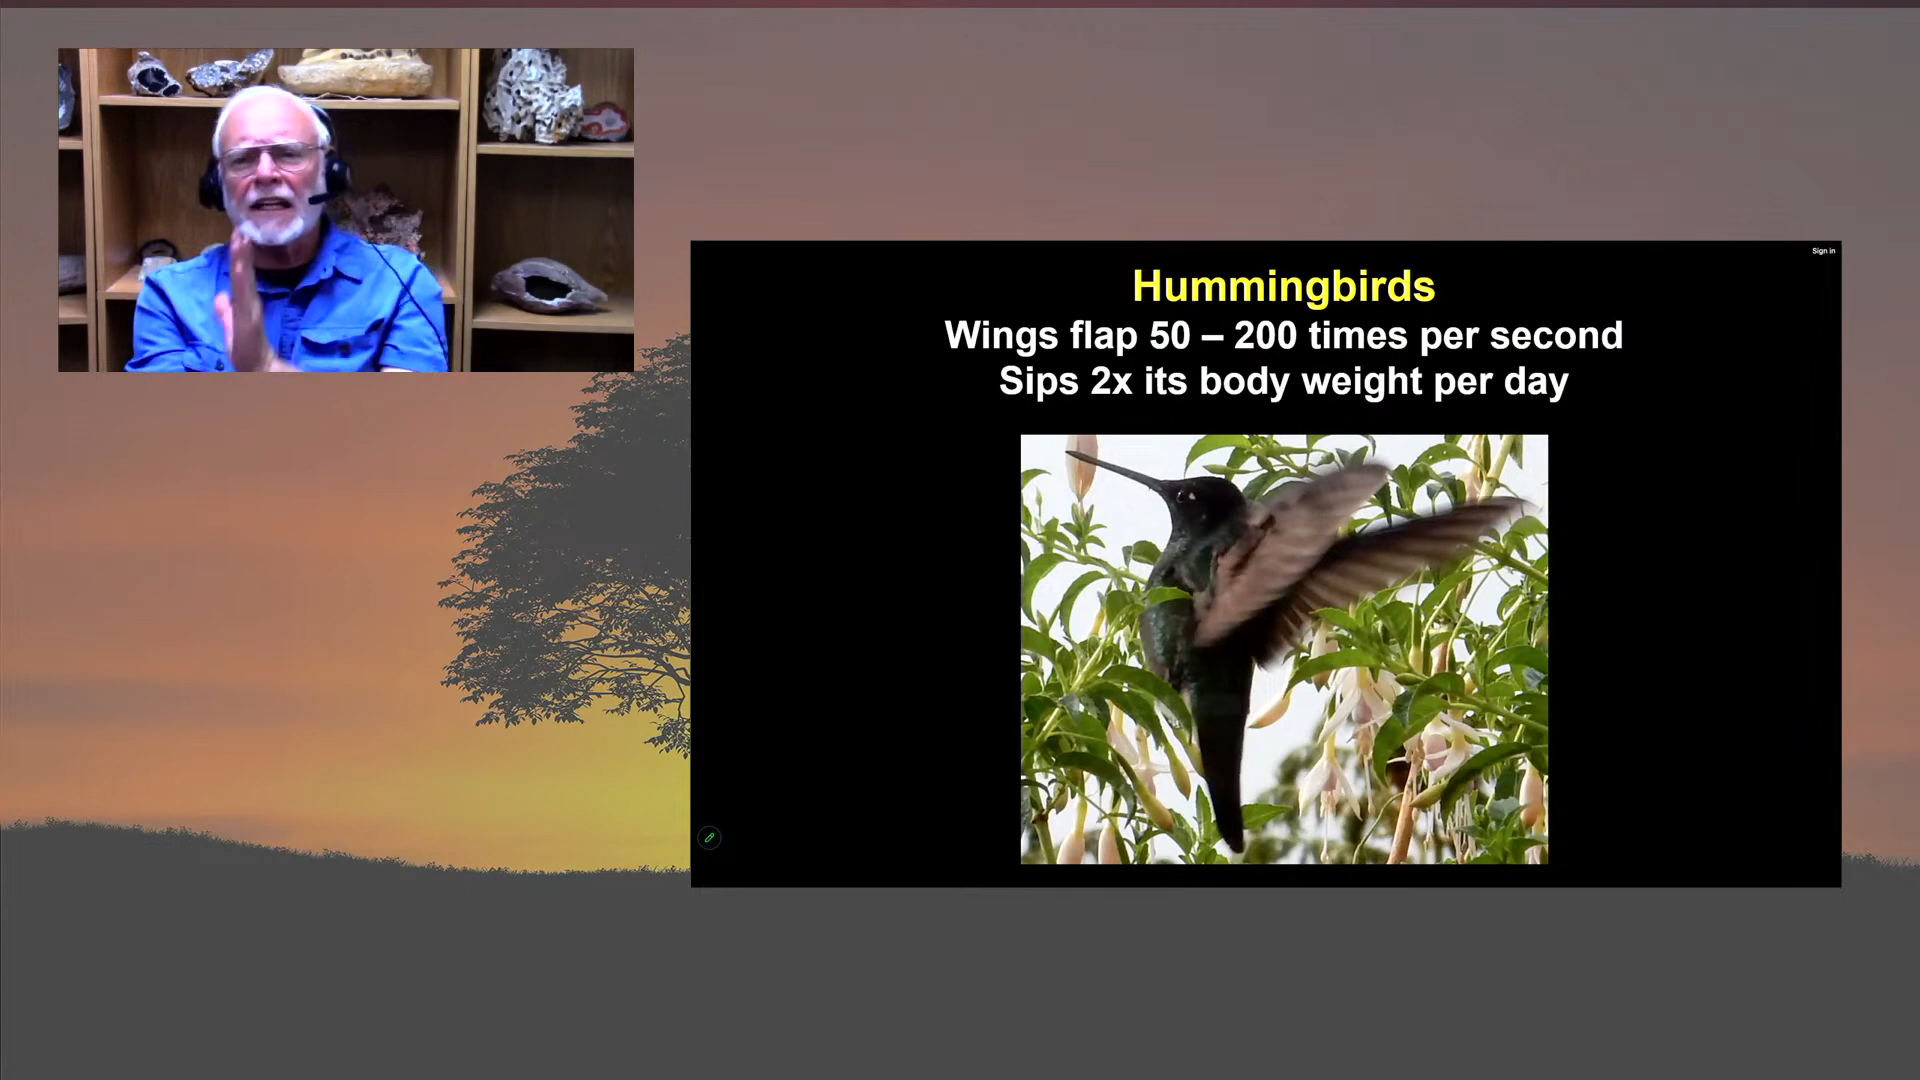 Sign in
Hummingbirds
Wings flap 50 – 200 times per second
Sips 2x its body weight per day